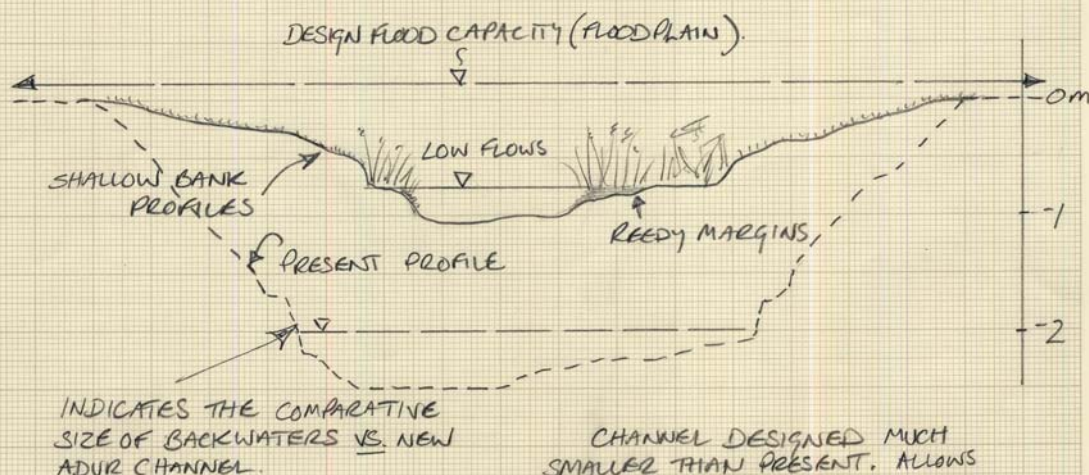 DESIGN FLOOD CAPACITY (FLOODPLAIN).
0m
LOW FLOWS
SHALLOW BANK
PROFILES
-1
REEDY MARGINS
PRESENT PROFILE
-2
INDICATES THE COMPARATIVE
SIZE OF BACKWATERS VS. NEW
ADUR CHANNEL.
CHANNEL DESIGNED MUCH
SMALLER THAN PRESENT. ALLOWS